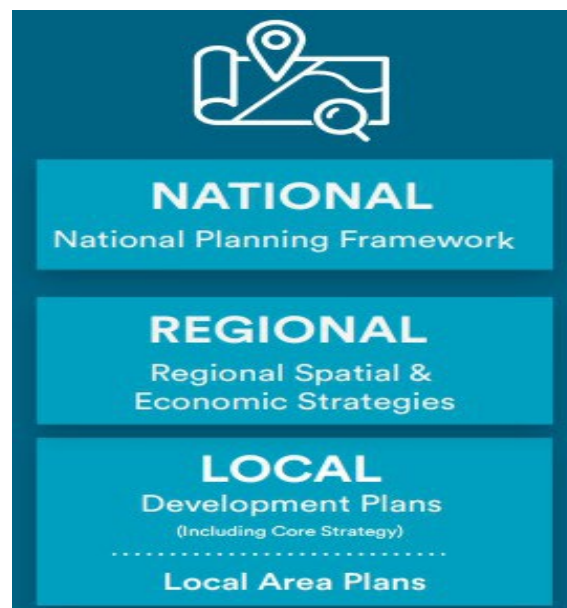 NATIONAL
National Planning Framework
REGIONAL
Regional Spatial &
Economic Strategies
LOCAL
Development Plans
(Including Core Strategy)
Local Area Plans